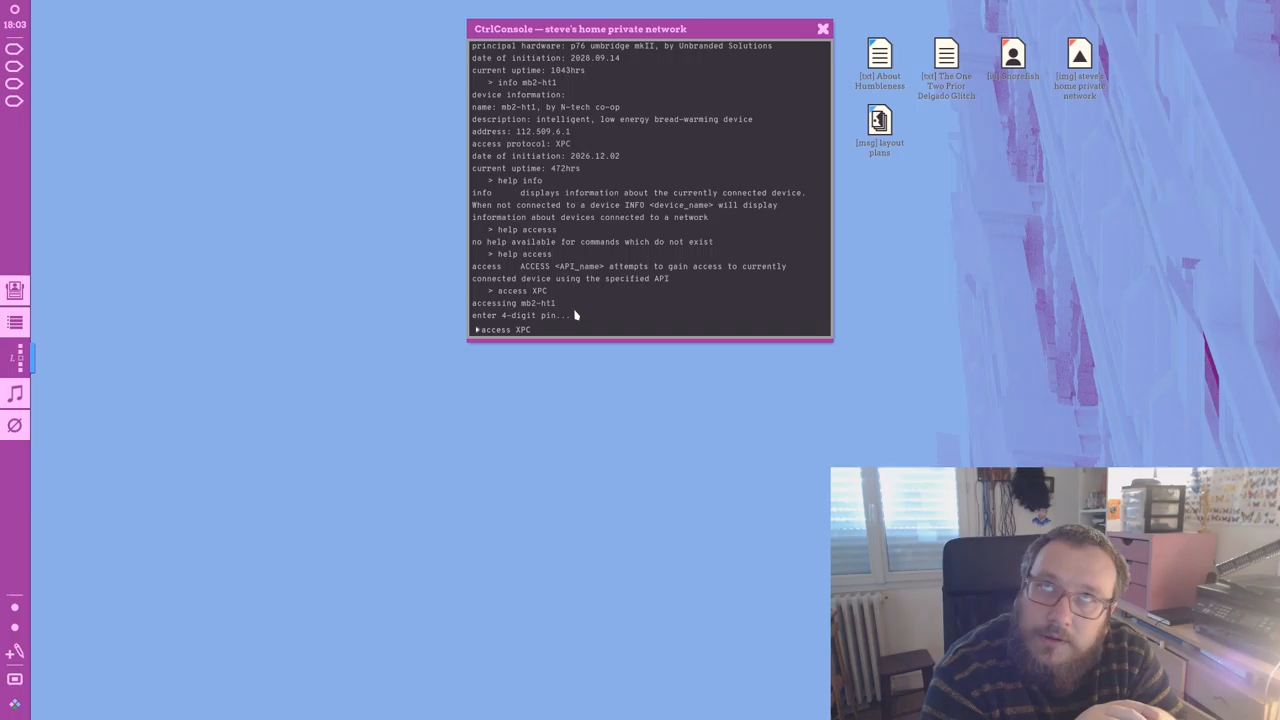 18:03
CtrlConsole — steve's home private network
principal hardware: p76 umbridge mkII, by Unbranded Solutions
date of initiation: 2028.09.14
current uptime: 1043hrs
> info mb2-ht1
device information:
name: mb2-ht1, by N-tech co-op
description: intelligent, low energy bread-warming device
address: 112.509.6.1
access protocol: XPC
date of initiation: 2026.12.02
current uptime: 472hrs
> help info
info displays information about the currently connected device.
When not connected to a device INFO <device_name> will display
information about devices connected to a network
> help accesss
no help available for commands which do not exist
> help access
access ACCESS <API_name> attempts to gain access to currently
connected device using the specified API
> access XPC
accessing mb2-ht1
enter 4-digit pin...
access XPC
[txt] About
Humbleness
[txt] The One
Two Prior
Delgado Glitch
[img] steve's
home private
network
[msg] layout
plans